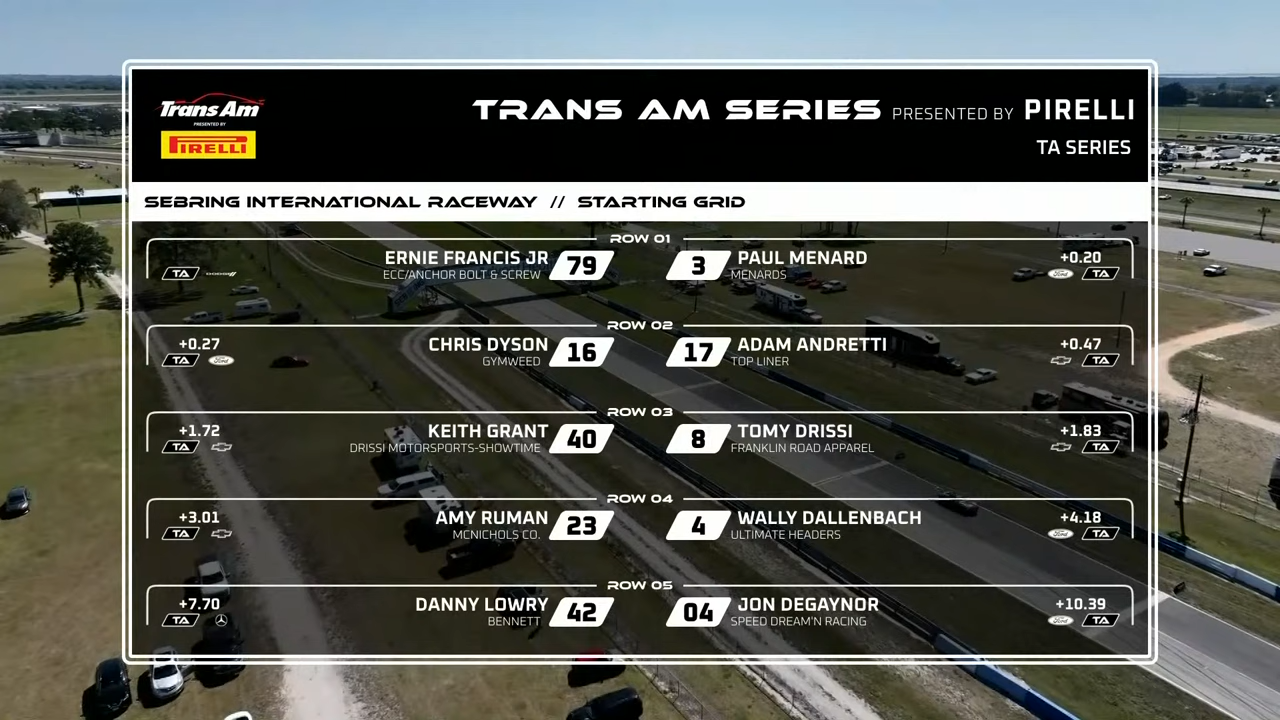 Trans Am
PRESENTED BY
PIRELLI
TRANS AM SERIES PRESENTED BY PIRELLI
TA SERIES
SEBRING INTERNATIONAL RACEWAY // STARTING GRID
ROW 01
ERNIE FRANCIS JR 79 3 PAUL MENARD +0.20
TA DODGE ECC/ANCHOR BOLT & SCREW MENARDS Ford TA
ROW 02
+0.27 CHRIS DYSON 16 17 ADAM ANDRETTI +0.47
TA Ford GYMWEED TOP LINER TA
ROW 03
+1.72 KEITH GRANT 40 8 TOMY DRISSI +1.83
TA DRISSI MOTORSPORTS-SHOWTIME FRANKLIN ROAD APPAREL TA
ROW 04
+3.01 AMY RUMAN 23 4 WALLY DALLENBACH +4.18
TA MCNICHOLS CO. ULTIMATE HEADERS Ford TA
ROW 05
+7.70 DANNY LOWRY 42 04 JON DEGAYNOR +10.39
TA BENNETT SPEED DREAM'N RACING Ford TA